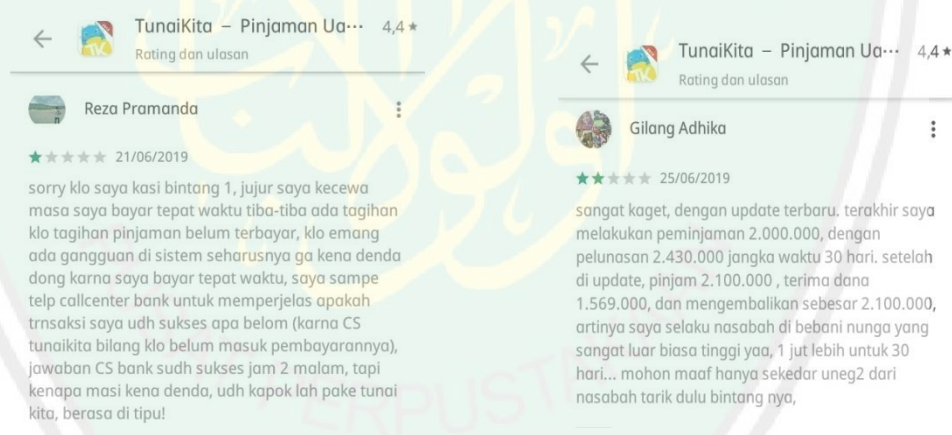 TunaiKita – Pinjaman Ua... 4,4 ★
Rating dan ulasan
Reza Pramanda
21/06/2019
sorry klo saya kasi bintang 1, jujur saya kecewa
masa saya bayar tepat waktu tiba-tiba ada tagihan
klo tagihan pinjaman belum terbayar, klo emang
ada gangguan di sistem seharusnya ga kena denda
dong karna saya bayar tepat waktu, saya sampe
telp callcenter bank untuk memperjelas apakah
trnsaksi saya udh sukses apa belom (karna CS
tunaikita bilang klo belum masuk pembayarannya),
jawaban CS bank sudh sukses jam 2 malam, tapi
kenapa masi kena denda, udh kapok lah pake tunai
kita, berasa di tipu!
TunaiKita – Pinjaman Ua... 4,4 ★
Rating dan ulasan
Gilang Adhika
25/06/2019
sangat kaget, dengan update terbaru. terakhir saya
melakukan peminjaman 2.000.000, dengan
pelunasan 2.430.000 jangka waktu 30 hari. setelah
di update, pinjam 2.100.000 , terima dana
1.569.000, dan mengembalikan sebesar 2.100.000,
artinya saya selaku nasabah di bebani nunga yang
sangat luar biasa tinggi yaa, 1 jut lebih untuk 30
hari... mohon maaf hanya sekedar uneg2 dari
nasabah tarik dulu bintang nya,